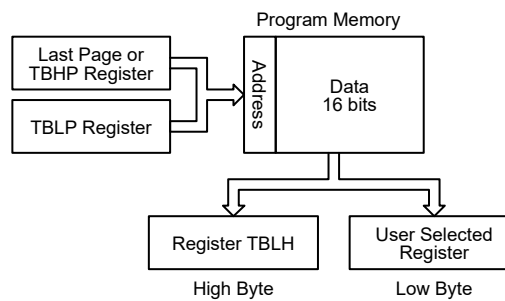 Program Memory
Last Page or
TBHP Register
TBLP Register
Address
Data
16 bits
Register TBLH
User Selected
Register
High Byte
Low Byte